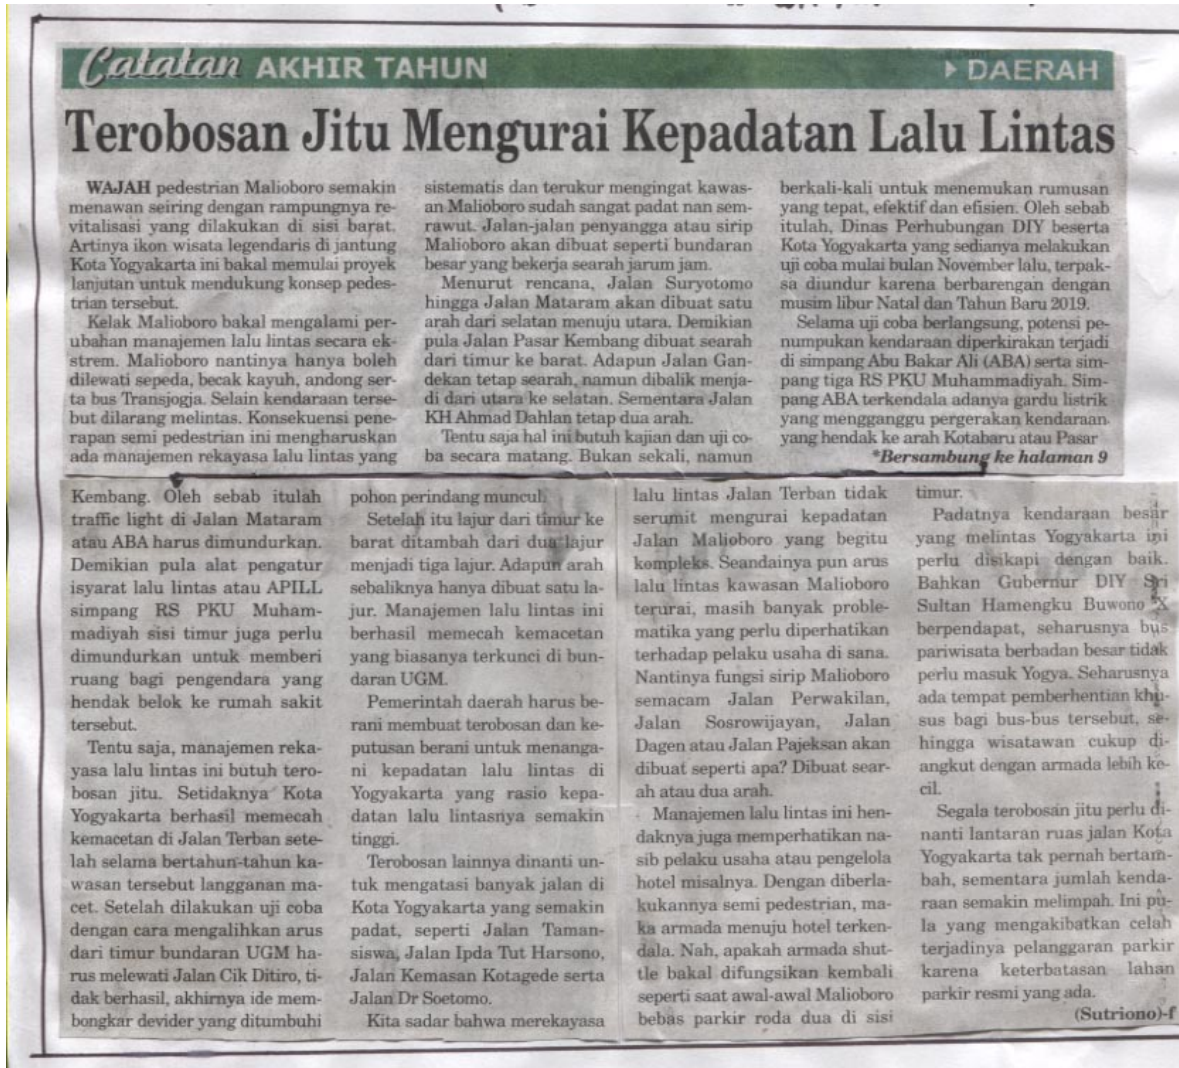 Catatan AKHIR TAHUN
DAERAH
Terobosan Jitu Mengurai Kepadatan Lalu Lintas
WAJAH pedestrian Malioboro semakin
menawan seiring dengan rampungnya re-
vitalisasi yang dilakukan di sisi barat.
Artinya ikon wisata legendaris di jantung
Kota Yogyakarta ini bakal memulai proyek
lanjutan untuk mendukung konsep pedes-
trian tersebut.
Kelak Malioboro bakal mengalami per-
ubahan manajemen lalu lintas secara ek-
strem. Malioboro nantinya hanya boleh
dilewati sepeda, becak kayuh, andong ser-
ta bus Transjogja. Selain kendaraan terse-
but dilarang melintas. Konsekuensi pene-
rapan semi pedestrian ini mengharuskan
ada manajemen rekayasa lalu lintas yang
sistematis dan terukur mengingat kawas-
an Malioboro sudah sangat padat nan sem-
rawut. Jalan-jalan penyangga atau sirip
Malioboro akan dibuat seperti bundaran
besar yang bekerja searah jarum jam.
Menurut rencana, Jalan Suryotomo
hingga Jalan Mataram akan dibuat satu
arah dari selatan menuju utara. Demikian
pula Jalan Pasar Kembang dibuat searah
dari timur ke barat. Adapun Jalan Gan-
dekan tetap searah, namun dibalik menja-
di dari utara ke selatan. Sementara Jalan
KH Ahmad Dahlan tetap dua arah.
Tentu saja hal ini butuh kajian dan uji co-
ba secara matang. Bukan sekali, namun
berkali-kali untuk menemukan rumusan
yang tepat, efektif dan efisien. Oleh sebab
itulah, Dinas Perhubungan DIY beserta
Kota Yogyakarta yang sedianya melakukan
uji coba mulai bulan November lalu, terpak-
sa diundur karena berbarengan dengan
musim libur Natal dan Tahun Baru 2019.
Selama uji coba berlangsung, potensi pe-
numpukan kendaraan diperkirakan terjadi
di simpang Abu Bakar Ali (ABA) serta sim-
pang tiga RS PKU Muhammadiyah. Sim-
pang ABA terkendala adanya gardu listrik
yang mengganggu pergerakan kendaraan
yang hendak ke arah Kotabaru atau Pasar
*Bersambung ke halaman 9
Kembang. Oleh sebab itulah
traffic light di Jalan Mataram
atau ABA harus dimundurkan.
Demikian pula alat pengatur
isyarat lalu lintas atau APILL
simpang RS PKU Muham-
madiyah sisi timur juga perlu
dimundurkan untuk memberi
ruang bagi pengendara yang
hendak belok ke rumah sakit
tersebut.
Tentu saja, manajemen reka-
yasa lalu lintas ini butuh tero-
bosan jitu. Setidaknya Kota
Yogyakarta berhasil memecah
kemacetan di Jalan Terban sete-
lah selama bertahun-tahun ka-
wasan tersebut langganan ma-
cet. Setelah dilakukan uji coba
dengan cara mengalihkan arus
dari timur bundaran UGM ha-
rus melewati Jalan Cik Ditiro, ti-
dak berhasil, akhirnya ide mem-
bongkar devider yang ditumbuhi
pohon perindang muncul.
Setelah itu lajur dari timur ke
barat ditambah dari dua lajur
menjadi tiga lajur. Adapun arah
sebaliknya hanya dibuat satu la-
jur. Manajemen lalu lintas ini
berhasil memecah kemacetan
yang biasanya terkunci di bun-
daran UGM.
Pemerintah daerah harus be-
rani membuat terobosan dan ke-
putusan berani untuk menanga-
ni kepadatan lalu lintas di
Yogyakarta yang rasio kepa-
datan lalu lintasnya semakin
tinggi.
Terobosan lainnya dinanti un-
tuk mengatasi banyak jalan di
Kota Yogyakarta yang semakin
padat, seperti Jalan Taman-
siswa, Jalan Ipda Tut Harsono,
Jalan Kemasan Kotagede serta
Jalan Dr Soetomo.
Kita sadar bahwa merekayasa
lalu lintas Jalan Terban tidak
serumit mengurai kepadatan
Jalan Malioboro yang begitu
kompleks. Seandainya pun arus
lalu lintas kawasan Malioboro
terurai, masih banyak proble-
matika yang perlu diperhatikan
terhadap pelaku usaha di sana.
Nantinya fungsi sirip Malioboro
semacam Jalan Perwakilan,
Jalan Sosrowijayan, Jalan
Dagen atau Jalan Pajeksan akan
dibuat seperti apa? Dibuat sear-
ah atau dua arah.
Manajemen lalu lintas ini hen-
daknya juga memperhatikan na-
sib pelaku usaha atau pengelola
hotel misalnya. Dengan diberla-
kukannya semi pedestrian, ma-
ka armada menuju hotel terken-
dala. Nah, apakah armada shut-
tle bakal difungsikan kembali
seperti saat awal-awal Malioboro
bebas parkir roda dua di sisi
timur.
Padatnya kendaraan besar
yang melintas Yogyakarta ini
perlu disikapi dengan baik.
Bahkan Gubernur DIY Sri
Sultan Hamengku Buwono X
berpendapat, seharusnya bus
pariwisata berbadan besar tidak
perlu masuk Yogya. Seharusnya
ada tempat pemberhentian khu-
sus bagi bus-bus tersebut, se-
hingga wisatawan cukup di-
angkut dengan armada lebih ke-
cil.
Segala terobosan jitu perlu di-
nanti lantaran ruas jalan Kota
Yogyakarta tak pernah bertam-
bah, sementara jumlah kenda-
raan semakin melimpah. Ini pu-
la yang mengakibatkan celah
terjadinya pelanggaran parkir
karena keterbatasan lahan
parkir resmi yang ada.
(Sutriono)-f